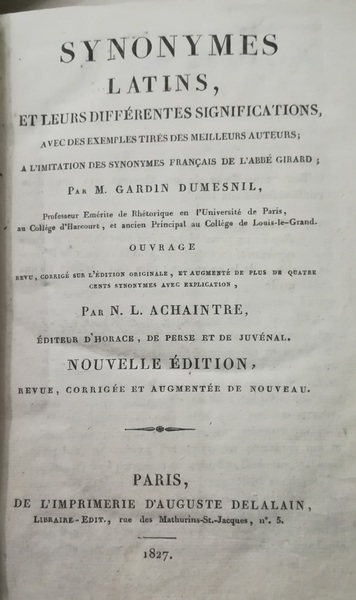 SYNONYMES
LATINS,
ET LEURS DIFFÉRENTES SIGNIFICATIONS,
AVEC DES EXEMPLES TIRÉS DES MEILLEURS AUTEURS;
A L'IMITATION DES SYNONYMES FRANÇAIS DE L'ABBÉ GIRARD;
PAR M. GARDIN DUMESNIL,
Professeur Emérite de Rhétorique en l'Université de Paris,
au Collége d'Harcourt, et ancien Principal au Collége de Louis-le-Grand.
OUVRAGE
REVU, CORRIGÉ SUR L'ÉDITION ORIGINALE, ET AUGMENTÉ DE PLUS DE QUATRE
CENTS SYNONYMES AVEC EXPLICATION,
PAR N. L. ACHAINTRE,
ÉDITEUR D'HORACE, DE PERSE ET DE JUVÉNAL.
NOUVELLE ÉDITION,
REVUE, CORRIGÉE ET AUGMENTÉE DE NOUVEAU.
PARIS,
DE L'IMPRIMERIE D'AUGUSTE DELALAIN,
LIBRAIRE-EDIT., rue des Mathurins-St.-Jacques, n°. 5.
1827.